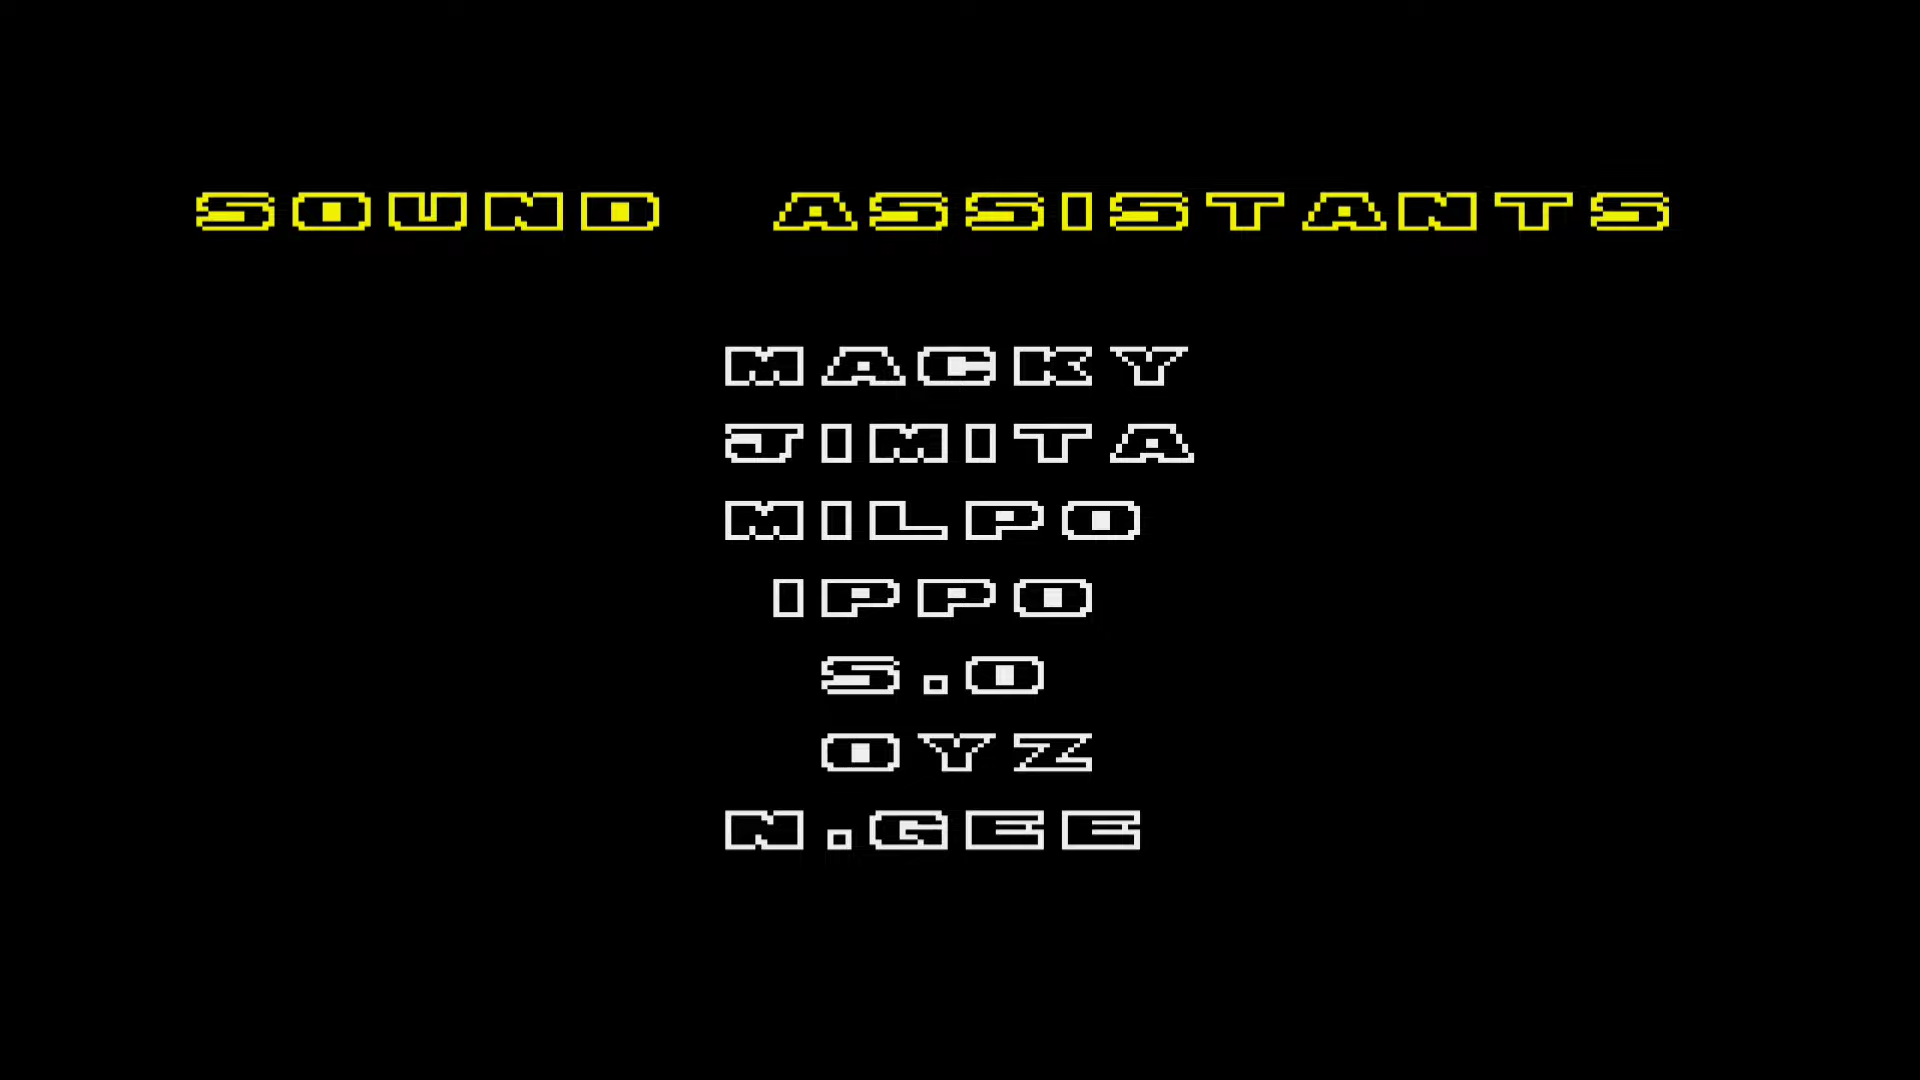 SOUND ASSISTANTS
MACKY
JIMITA
MILPO
IPPO
S.O
OYZ
N.GEE